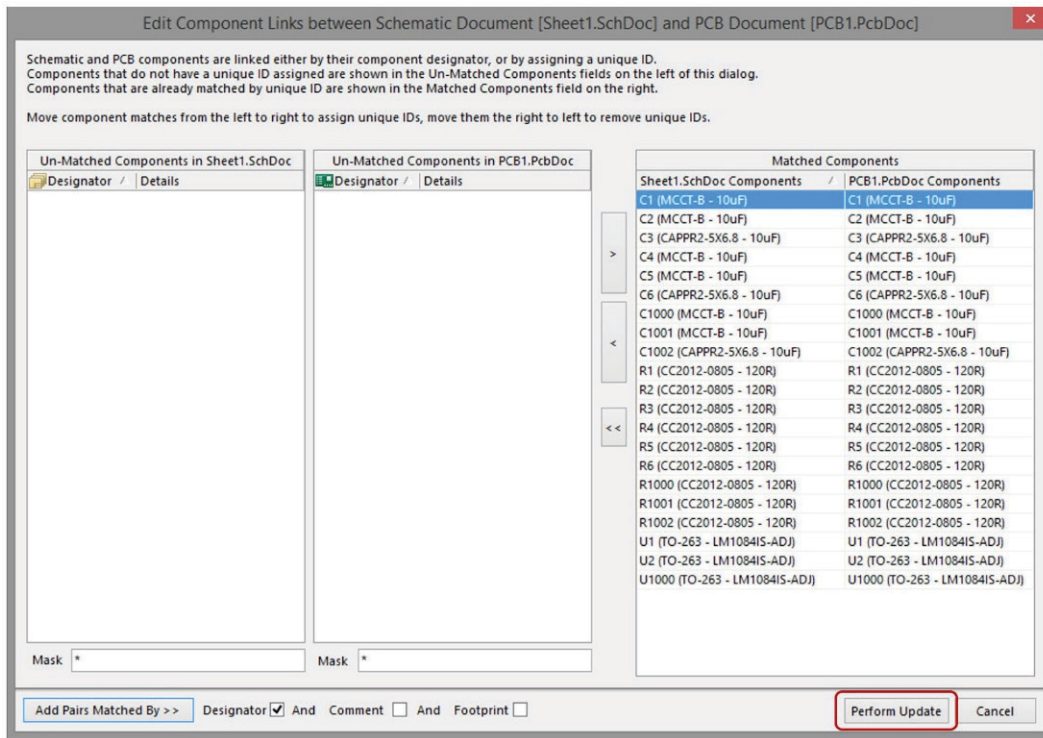 Edit Component Links between Schematic Document [Sheet1.SchDoc] and PCB Document [PCB1.PcbDoc]
Schematic and PCB components are linked either by their component designator, or by assigning a unique ID.
Components that do not have a unique ID assigned are shown in the Un-Matched Components fields on the left of this dialog.
Components that are already matched by unique ID are shown in the Matched Components field on the right.
Move component matches from the left to right to assign unique IDs, move them the right to left to remove unique IDs.
Un-Matched Components in Sheet1.SchDoc
Designator / Details
Mask *
Un-Matched Components in PCB1.PcbDoc
Designator / Details
Mask *
>
<
<<
Matched Components
Sheet1.SchDoc Components / PCB1.PcbDoc Components
C1 (MCCT-B - 10uF) C1 (MCCT-B - 10uF)
C2 (MCCT-B - 10uF) C2 (MCCT-B - 10uF)
C3 (CAPPR2-5X6.8 - 10uF) C3 (CAPPR2-5X6.8 - 10uF)
C4 (MCCT-B - 10uF) C4 (MCCT-B - 10uF)
C5 (MCCT-B - 10uF) C5 (MCCT-B - 10uF)
C6 (CAPPR2-5X6.8 - 10uF) C6 (CAPPR2-5X6.8 - 10uF)
C1000 (MCCT-B - 10uF) C1000 (MCCT-B - 10uF)
C1001 (MCCT-B - 10uF) C1001 (MCCT-B - 10uF)
C1002 (CAPPR2-5X6.8 - 10uF) C1002 (CAPPR2-5X6.8 - 10uF)
R1 (CC2012-0805 - 120R) R1 (CC2012-0805 - 120R)
R2 (CC2012-0805 - 120R) R2 (CC2012-0805 - 120R)
R3 (CC2012-0805 - 120R) R3 (CC2012-0805 - 120R)
R4 (CC2012-0805 - 120R) R4 (CC2012-0805 - 120R)
R5 (CC2012-0805 - 120R) R5 (CC2012-0805 - 120R)
R6 (CC2012-0805 - 120R) R6 (CC2012-0805 - 120R)
R1000 (CC2012-0805 - 120R) R1000 (CC2012-0805 - 120R)
R1001 (CC2012-0805 - 120R) R1001 (CC2012-0805 - 120R)
R1002 (CC2012-0805 - 120R) R1002 (CC2012-0805 - 120R)
U1 (TO-263 - LM1084IS-ADJ) U1 (TO-263 - LM1084IS-ADJ)
U2 (TO-263 - LM1084IS-ADJ) U2 (TO-263 - LM1084IS-ADJ)
U1000 (TO-263 - LM1084IS-ADJ) U1000 (TO-263 - LM1084IS-ADJ)
Add Pairs Matched By >> Designator And Comment And Footprint Perform Update Cancel